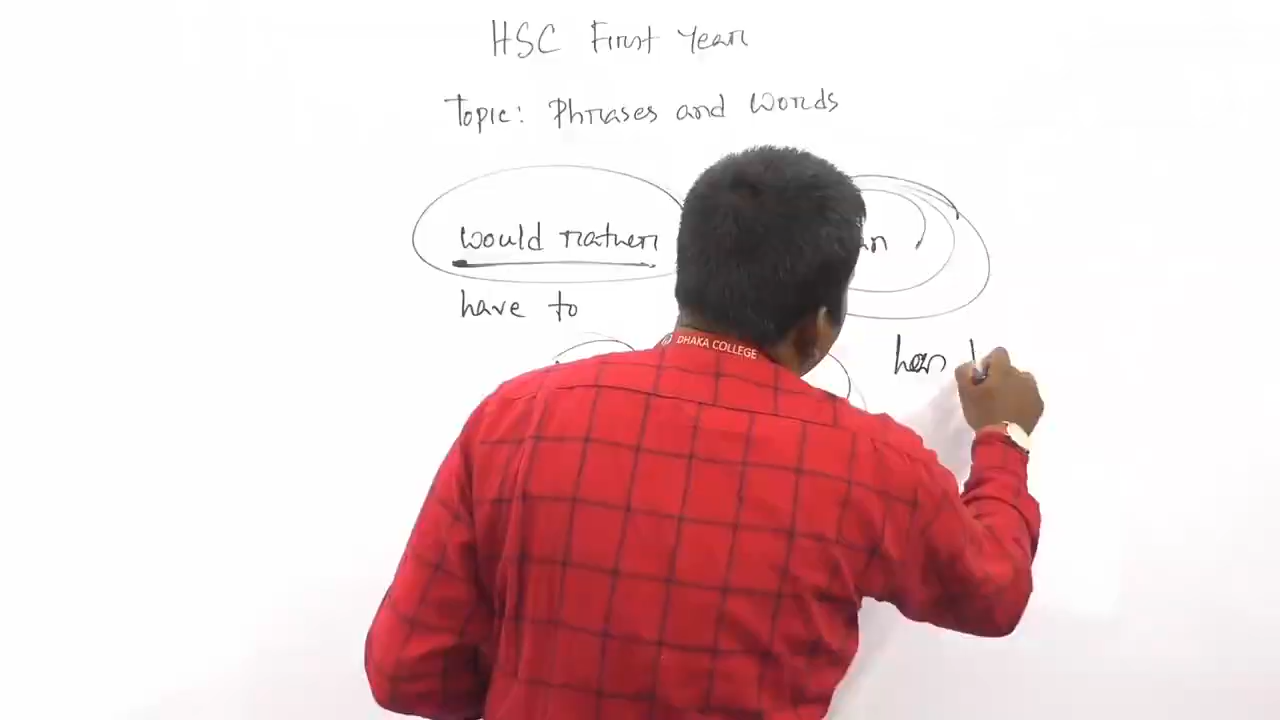 HSC First Year
Topic: Phrases and Words
would rather
have to
DHAKA COLLEGE